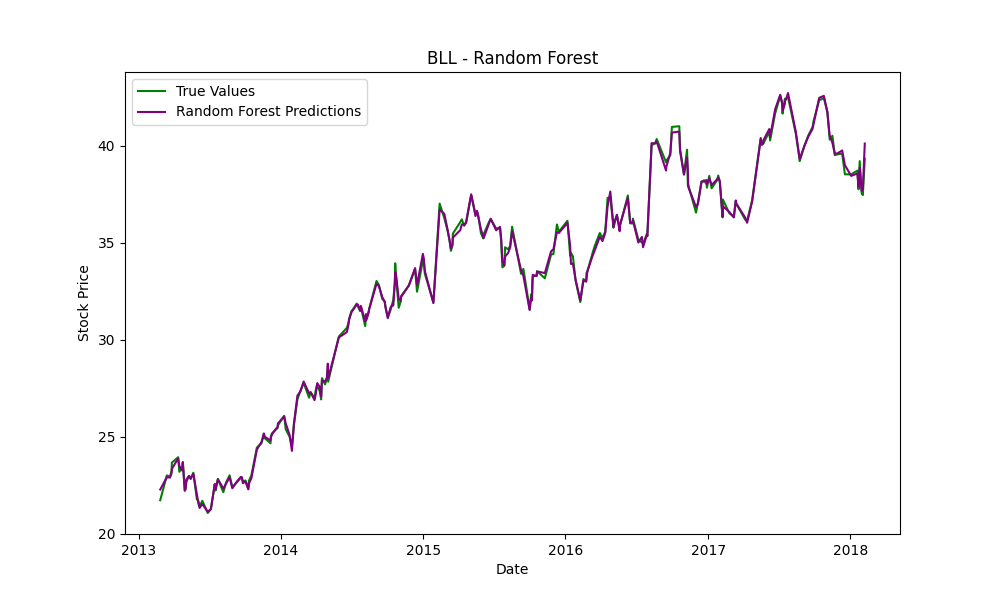 BLL - Random Forest
True Values
Random Forest Predictions
40
35
30
25
20
Stock Price
2013
2014
2015
2016
2017
2018
Date